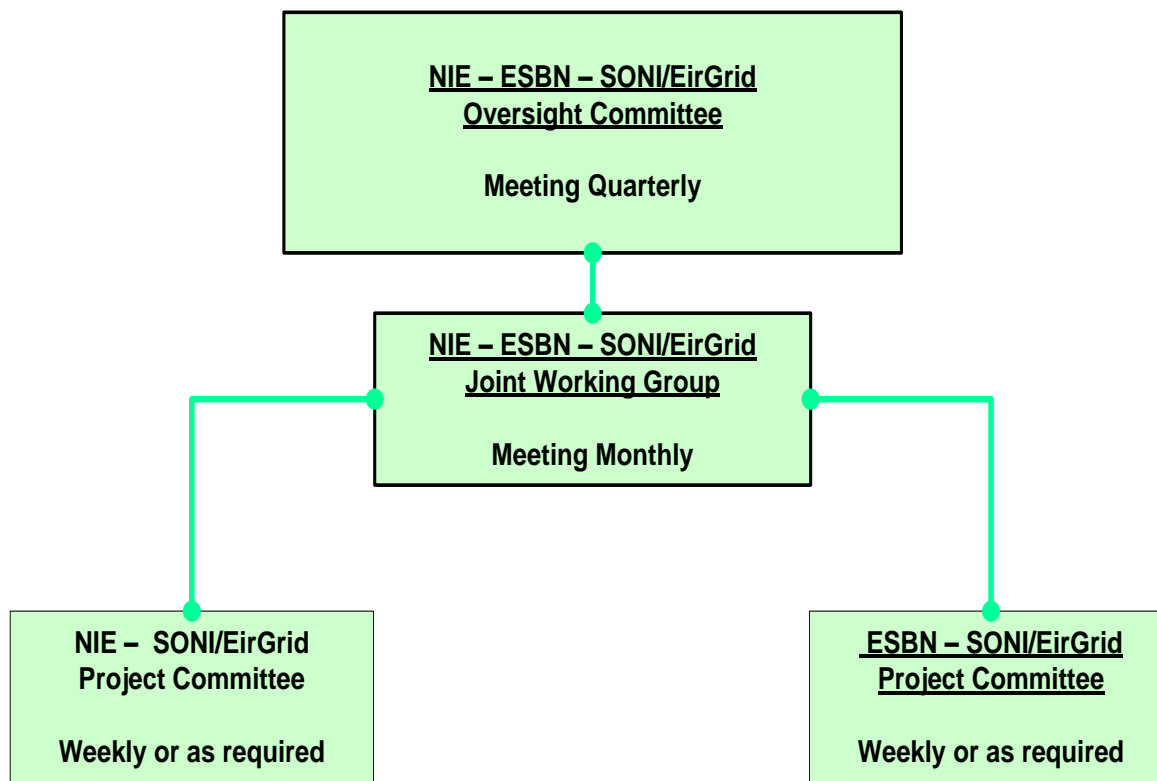 NIE – ESBN – SONI/EirGrid
Oversight Committee
Meeting Quarterly
NIE – ESBN – SONI/EirGrid
Joint Working Group
Meeting Monthly
NIE – SONI/EirGrid
Project Committee
Weekly or as required
ESBN – SONI/EirGrid
Project Committee
Weekly or as required